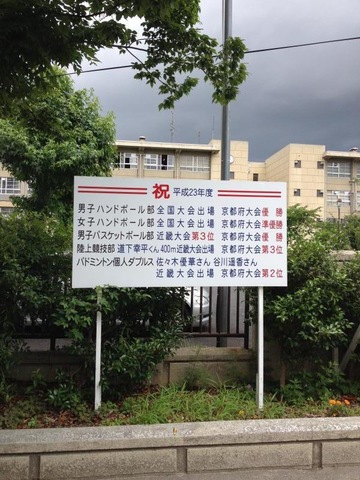 祝 平成23年度
男子ハンドボール部 全国大会出場 京都府大会優勝
女子ハンドボール部 全国大会出場 京都府大会準優勝
男子バスケットボール部 近畿大会第3位 京都府大会優勝
陸上競技部 道下幸平くん 400m近畿大会出場 京都府大会第3位
バドミントン個人ダブルス 佐々木優華さん 谷川遥香さん
近畿大会出場 京都府大会第2位